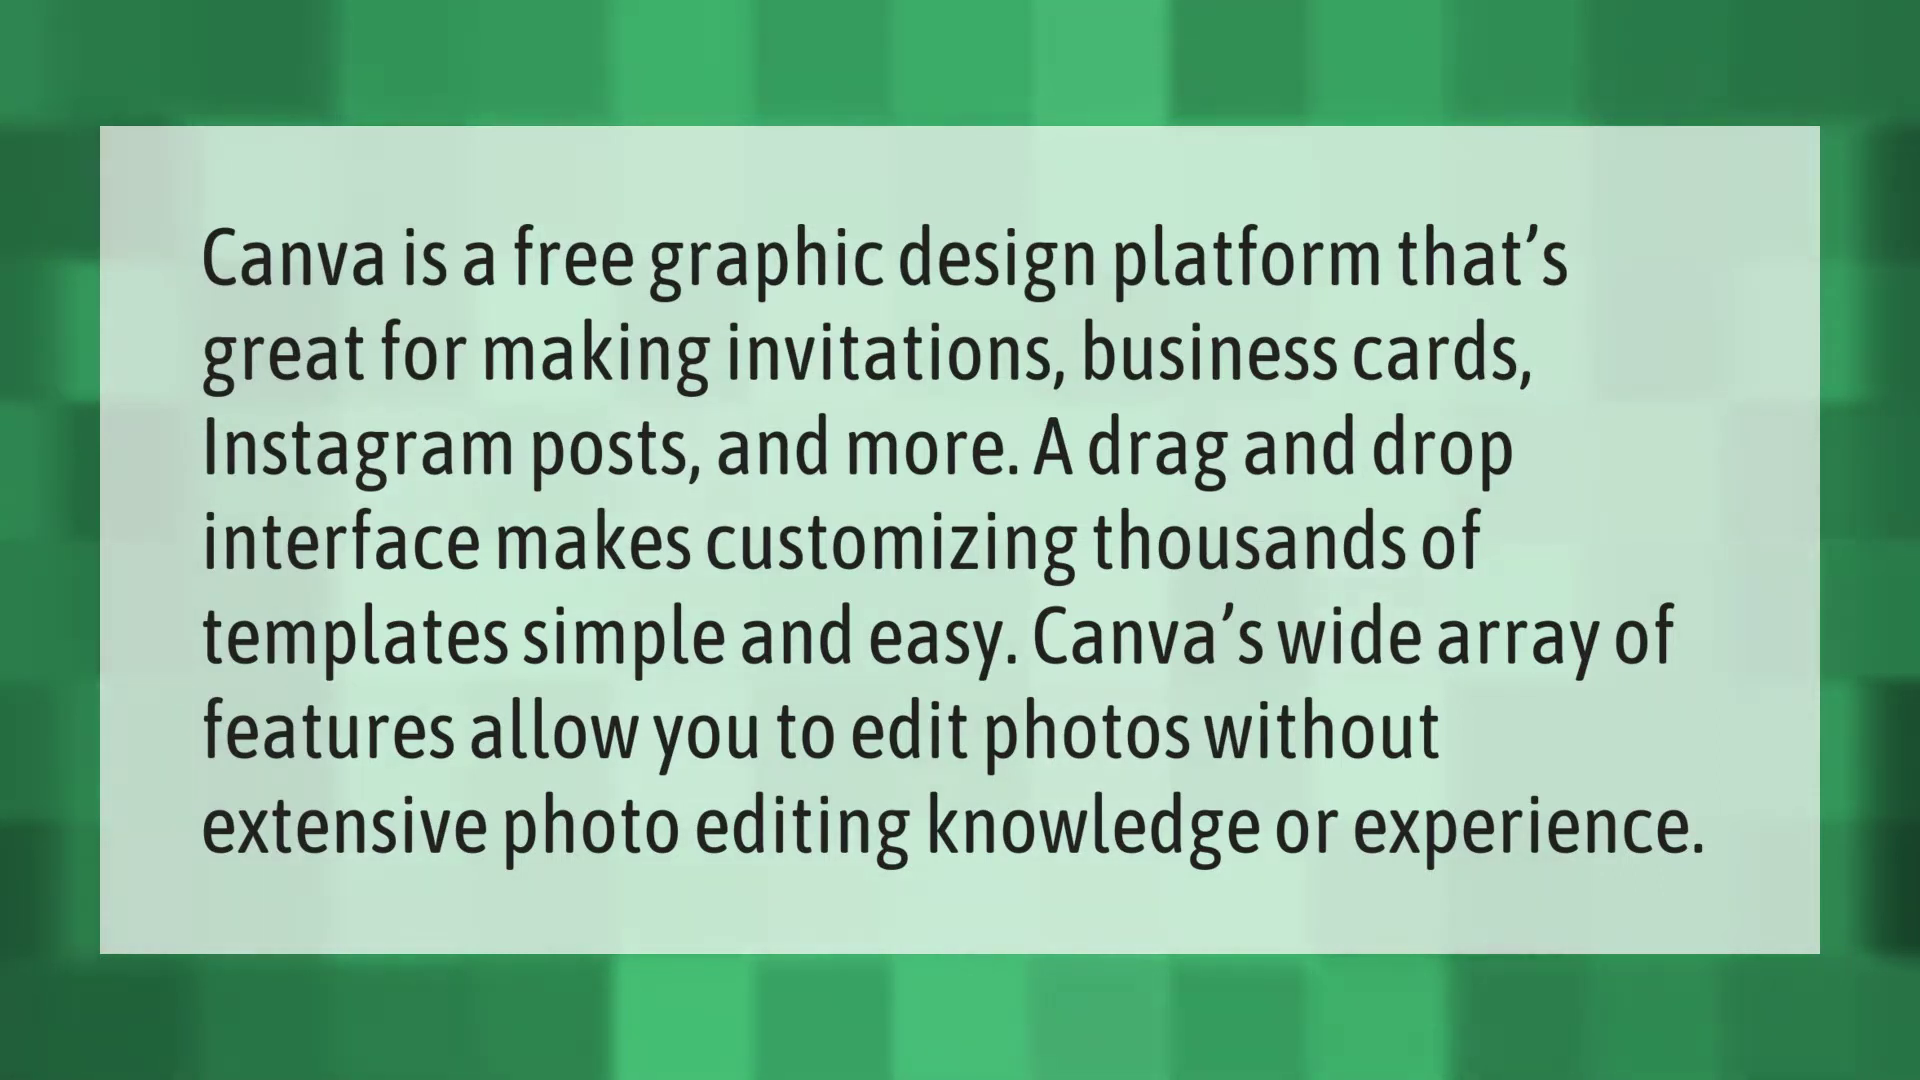 Canva is a free graphic design platform that’s
great for making invitations, business cards,
Instagram posts, and more. A drag and drop
interface makes customizing thousands of
templates simple and easy. Canva’s wide array of
features allow you to edit photos without
extensive photo editing knowledge or experience.